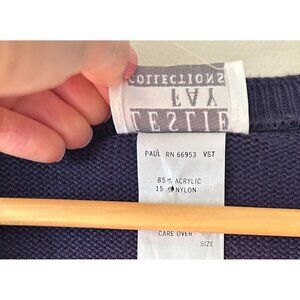 LESLIE
FAY
COLLECTIONS
PAUL RN 66953 VST
85% ACRYLIC
15% NYLON
CARE OVER
SIZE